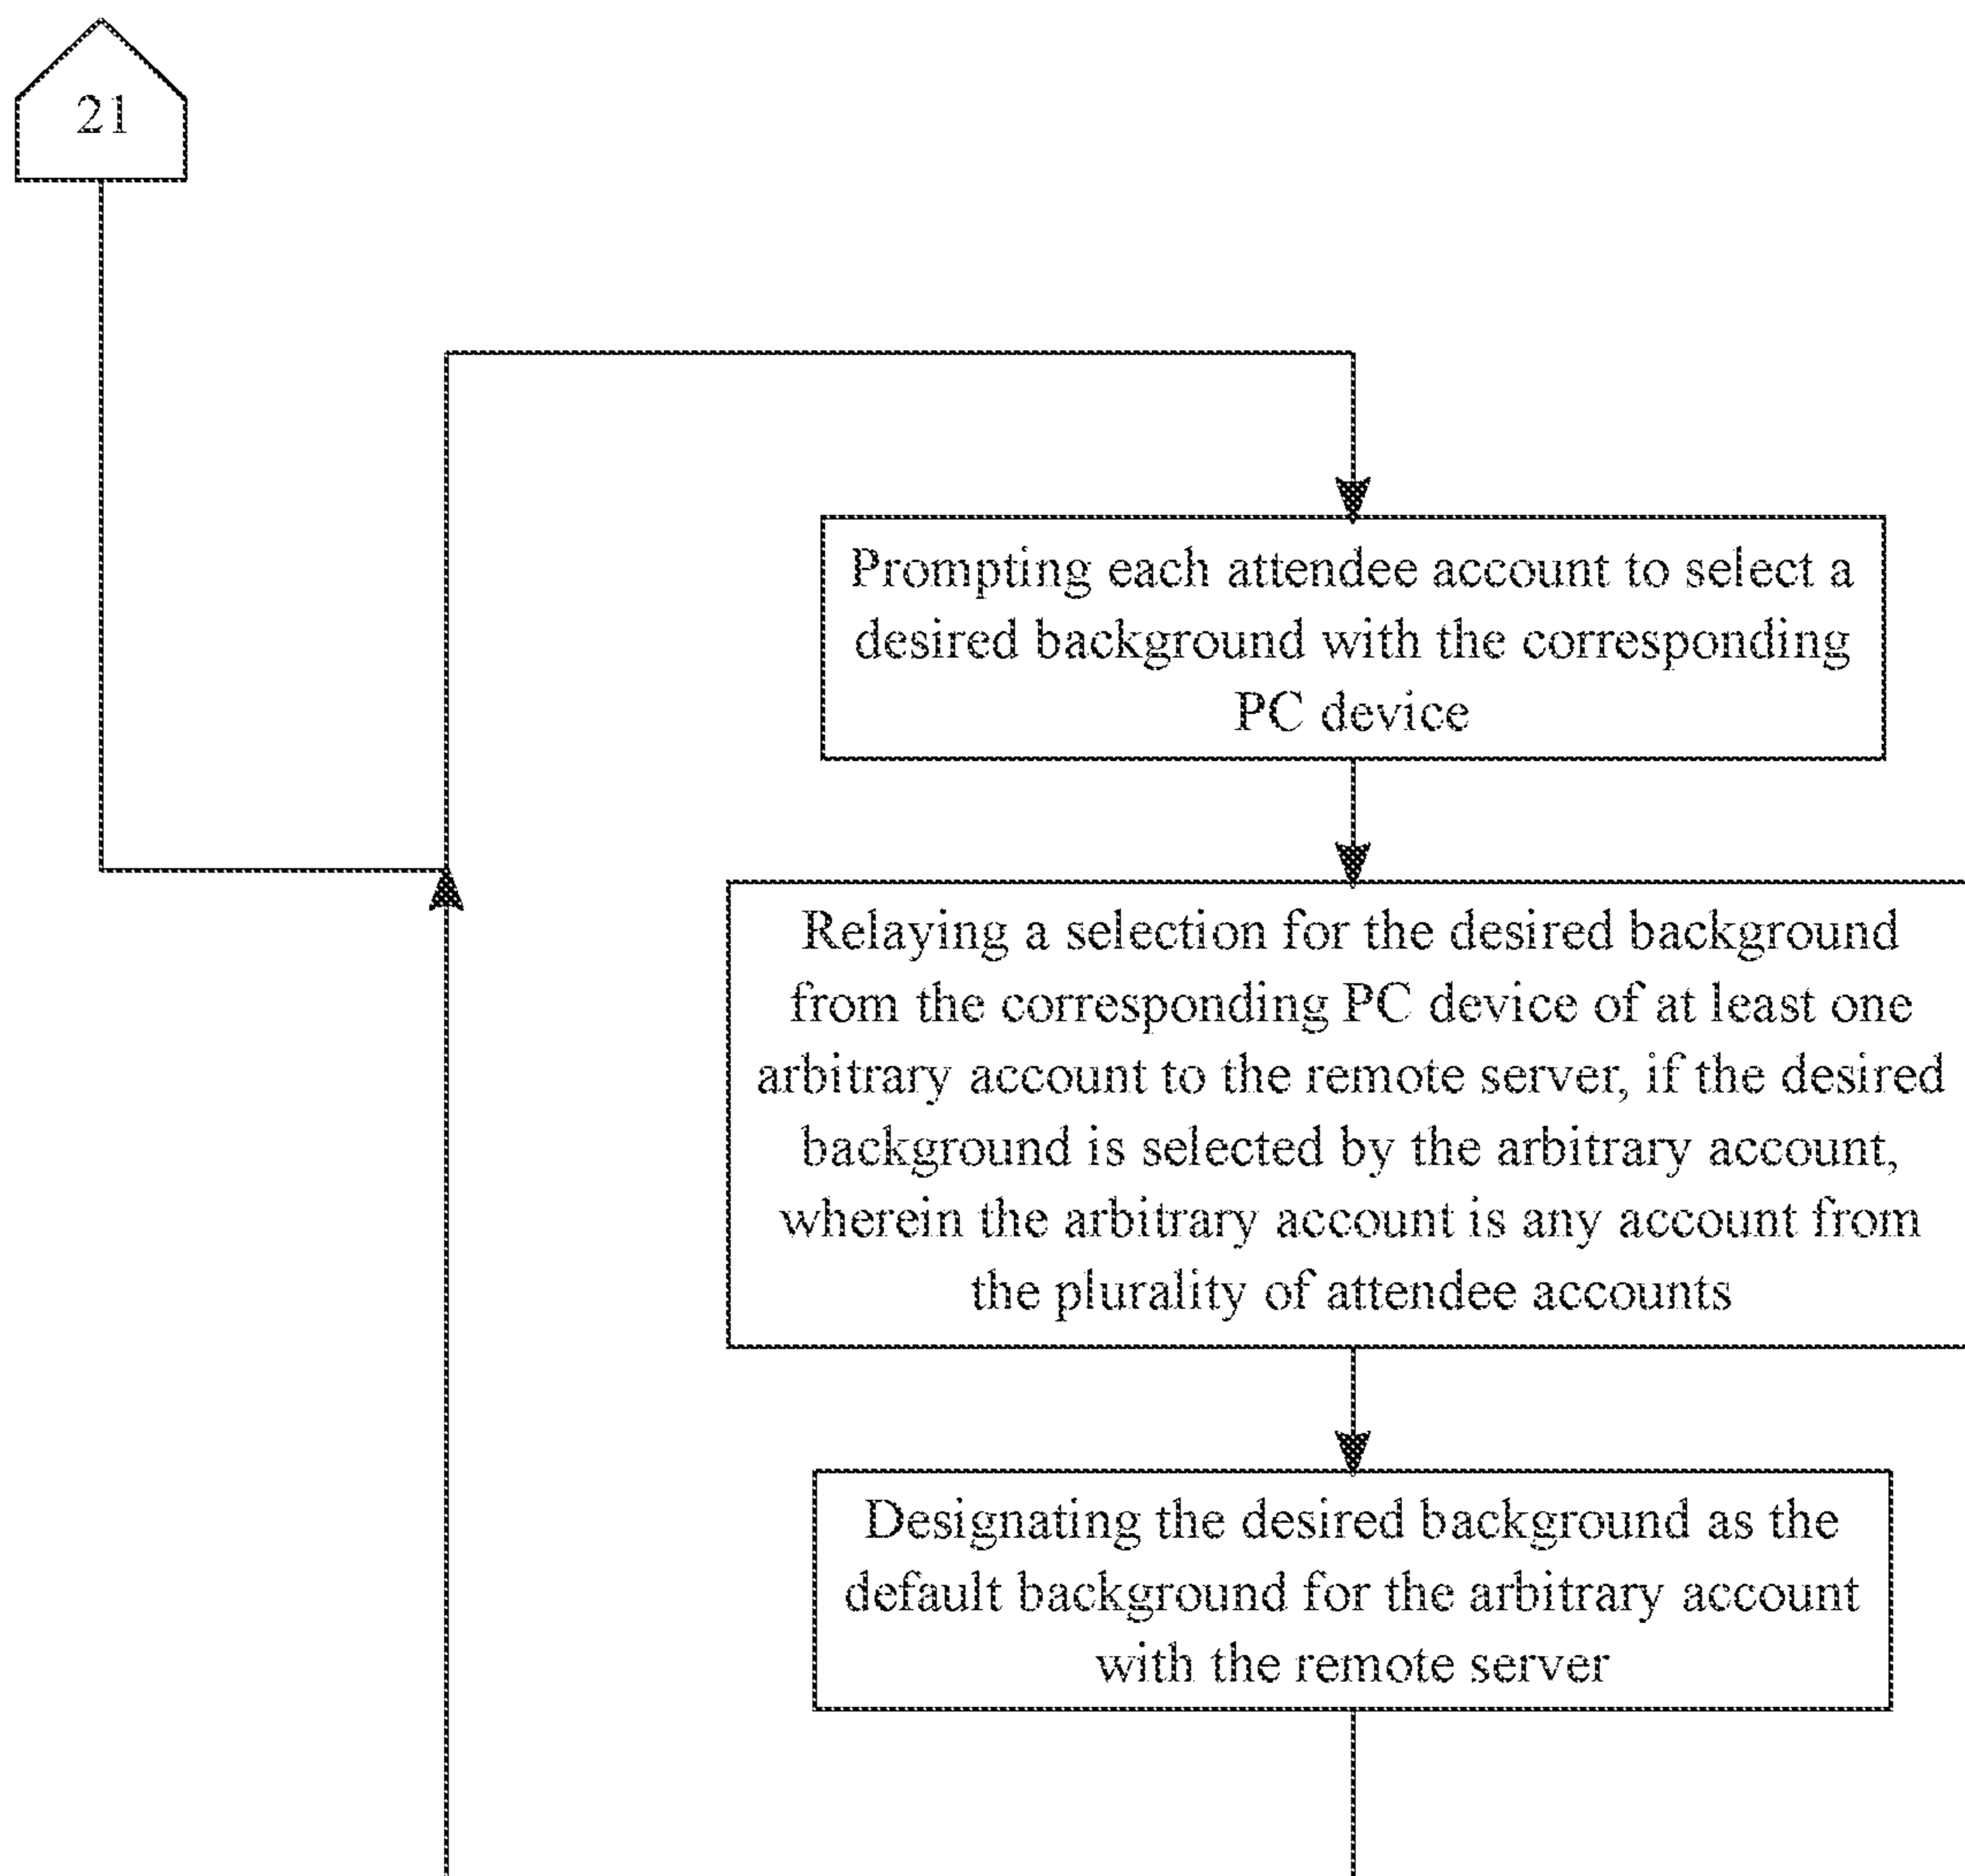 21
Prompting each attendee account to select a
desired background with the corresponding
PC device
Relaying a selection for the desired background
from the corresponding PC device of at least one
arbitrary account to the remote server, if the desired
background is selected by the arbitrary account,
wherein the arbitrary account is any account from
the plurality of attendee accounts
Designating the desired background as the
default background for the arbitrary account
with the remote server